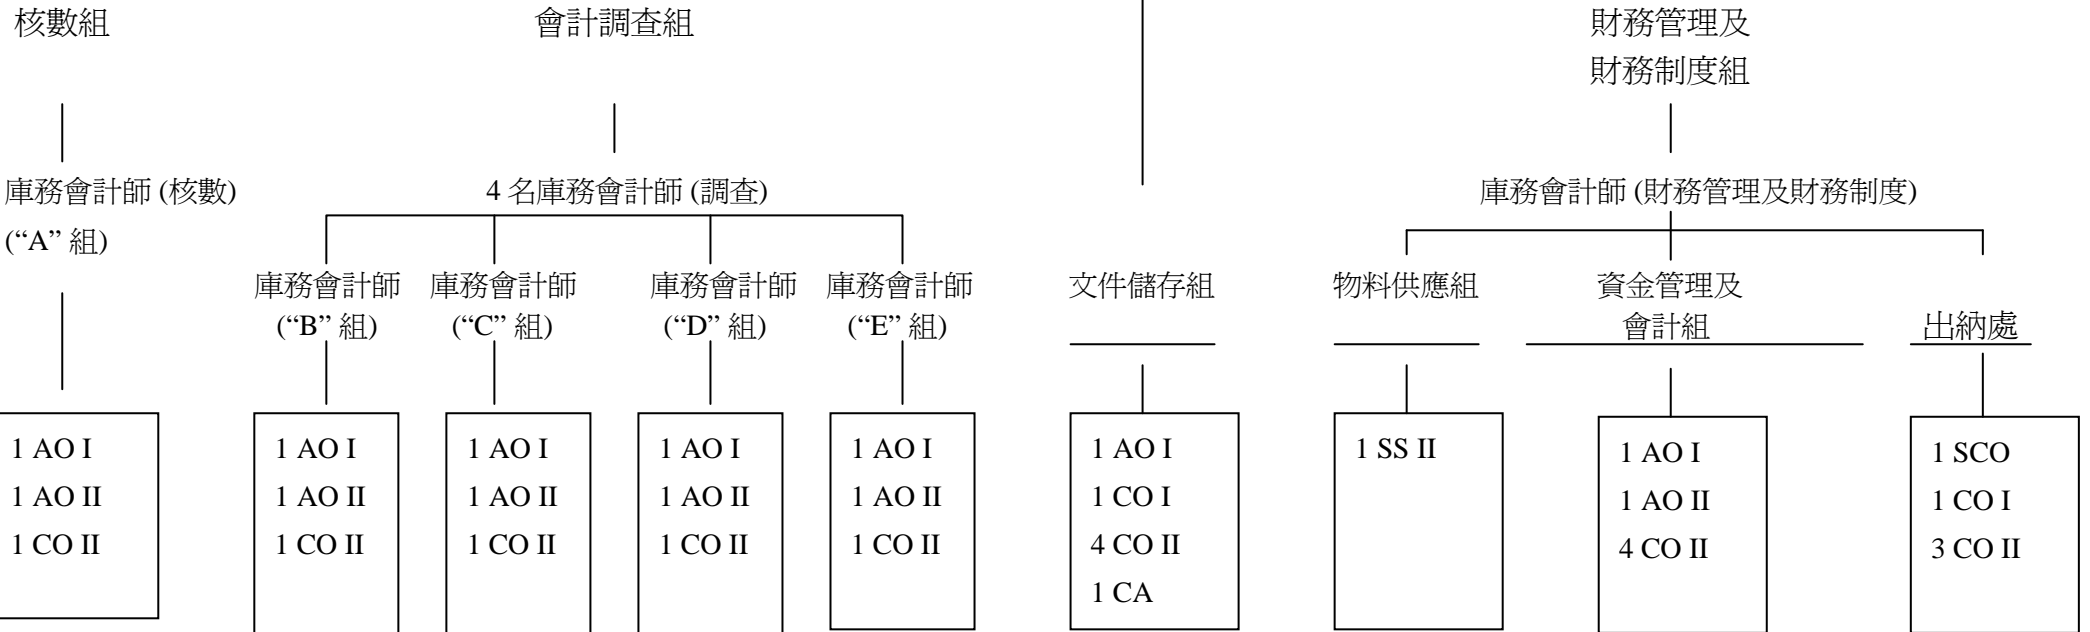 核數組
會計調查組
財務管理及
財務制度組
庫務會計師 (核數)
(“A” 組)
4 名庫務會計師 (調查)
庫務會計師 (財務管理及財務制度)
庫務會計師
(“B” 組)
庫務會計師
(“C” 組)
庫務會計師
(“D” 組)
庫務會計師
(“E” 組)
文件儲存組
物料供應組
資金管理及
會計組
出納處
1 AO I
1 AO II
1 CO II
1 AO I
1 AO II
1 CO II
1 AO I
1 AO II
1 CO II
1 AO I
1 AO II
1 CO II
1 AO I
1 AO II
1 CO II
1 AO I
1 CO I
4 CO II
1 CA
1 SS II
1 AO I
1 AO II
4 CO II
1 SCO
1 CO I
3 CO II